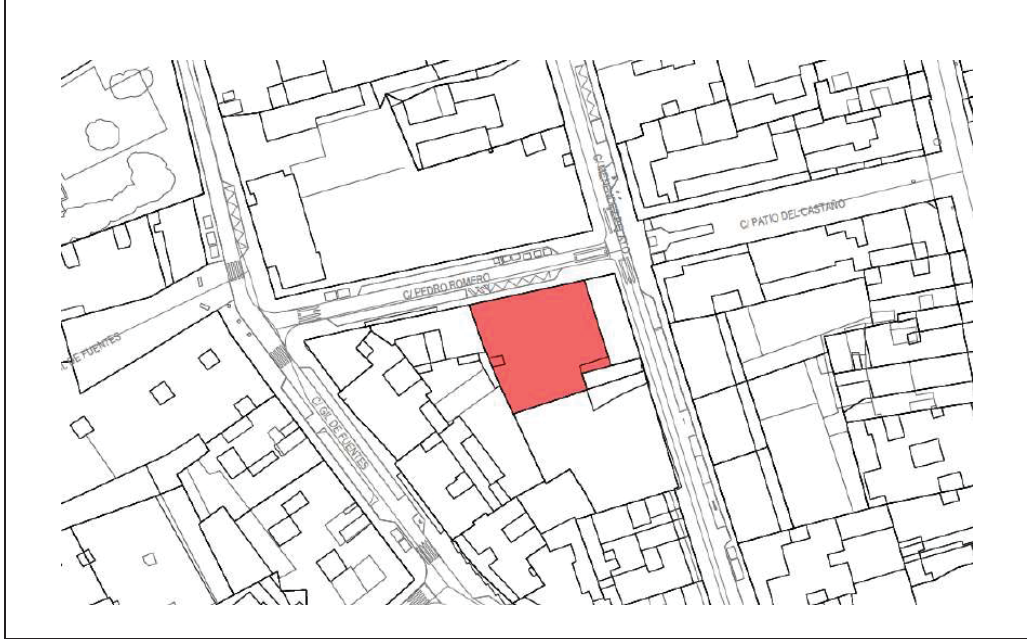 C/ PATIO DEL CASTAÑO
C/ PEDRO ROMERO
DE FUENTES
C/ GIL DE FUENTES